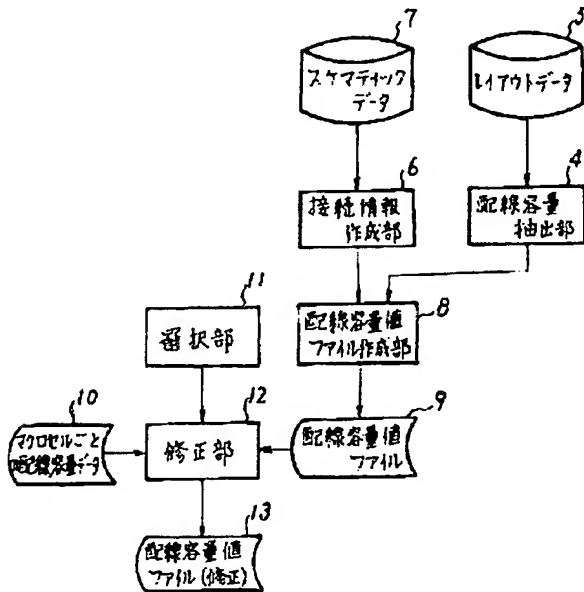 7
スケマティック
データ
3
レイアウトデータ
6
接続情報
作成部
4
配線容量
抽出部
11
選択部
8
配線容量値
ファイル作成部
10
マクロセルごと
配線容量データ
12
修正部
9
配線容量値
ファイル
13
配線容量値
ファイル(修正)